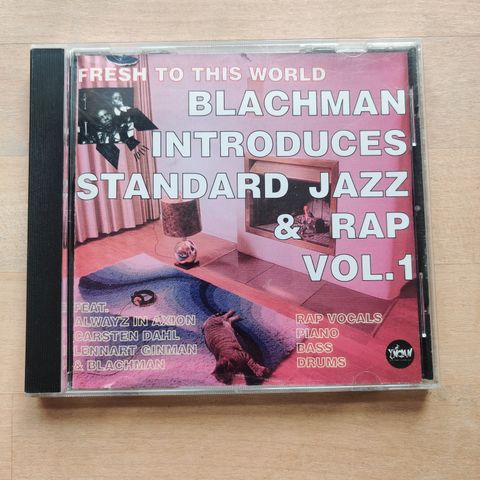 FRESH TO THIS WORLD
BLACHMAN
INTRODUCES
STANDARD JAZZ
& RAP
VOL.1
FEAT.
ALWAYZ IN AXION
CARSTEN DAHL
LENNART GINMAN
& BLACHMAN
RAP VOCALS
PIANO
BASS
DRUMS